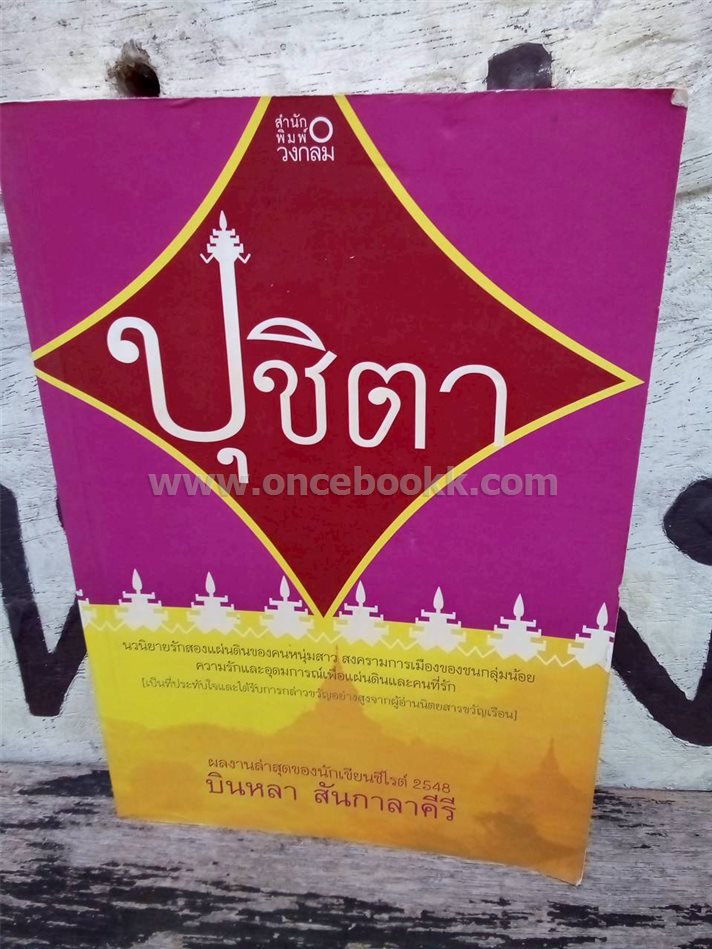 สำนัก
พิมพ์
วงกลม
ปุชิตา
www.oncebookk.com
นวนิยายรักสองแผ่นดินของคนหนุ่มสาว สงครามการเมืองของชนกลุ่มน้อย
ความรักและอุดมการณ์เพื่อแผ่นดินและคนที่รัก
[เป็นที่ประทับใจและได้รับการกล่าวขวัญอย่างสูงจากผู้อ่านนิตยสารขวัญเรือน]
ผลงานล่าสุดของนักเขียนซีไรต์ 2548
บินหลา สันกาลาคีรี